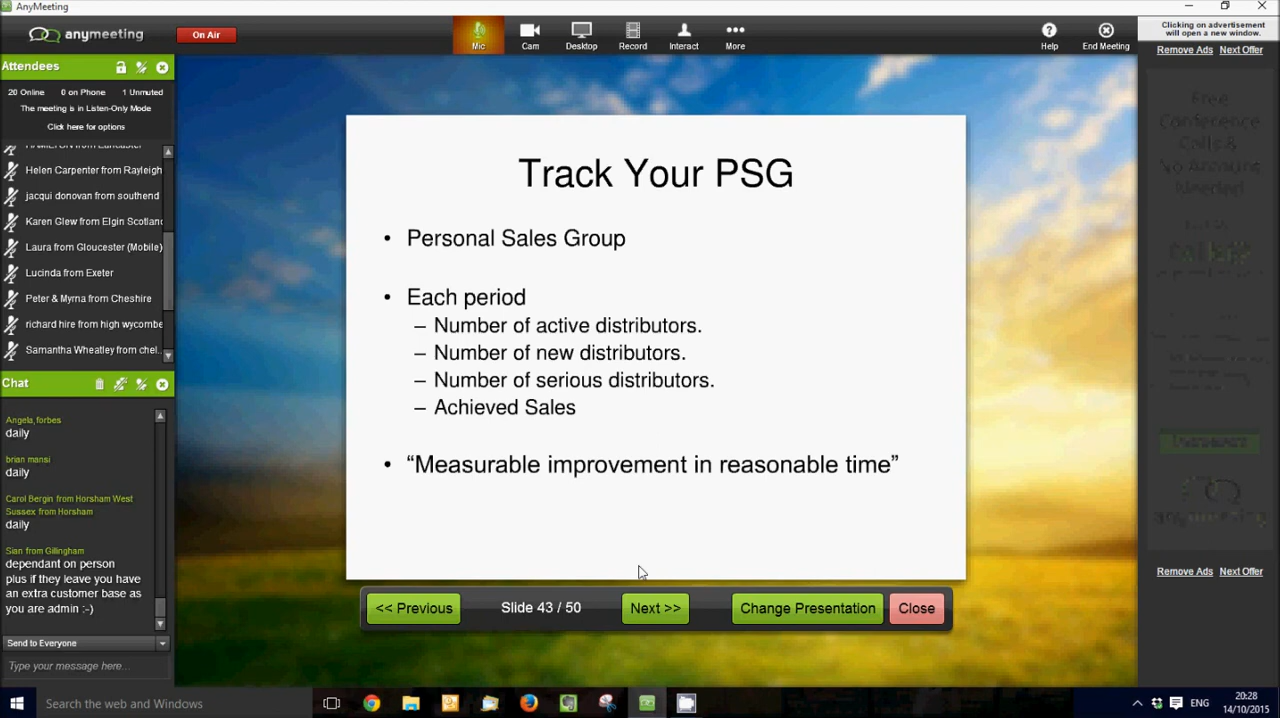 AnyMeeting
anymeeting
On Air
Mic
Cam
Desktop
Record
Interact
More
Help
End Meeting
Clicking on advertisement
will open a new window.
Remove Ads Next Offer
Attendees
20 Online 0 on Phone 1 Unmuted
The meeting is in Listen-Only Mode
Click here for options
Helen Carpenter from Rayleigh
jacqui donovan from southend
Karen Glew from Elgin Scotland
Laura from Gloucester (Mobile)
Lucinda from Exeter
Peter & Myrna from Cheshire
richard hire from high wycombe
Samantha Wheatley from chel...
Chat
Angela,forbes
daily
brian mansi
daily
Carol Bergin from Horsham West
Sussex from Horsham
daily
Sian from Gillingham
dependant on person
plus if they leave you have
an extra customer base as
you are admin :-)
Send to Everyone
Type your message here...
Track Your PSG
• Personal Sales Group
• Each period
– Number of active distributors.
– Number of new distributors.
– Number of serious distributors.
– Achieved Sales
• “Measurable improvement in reasonable time”
<< Previous
Slide 43 / 50
Next >>
Change Presentation
Close
Free
Conference
Calls &
Remove Ads Next Offer
Search the web and Windows
ENG
20:28
14/10/2015